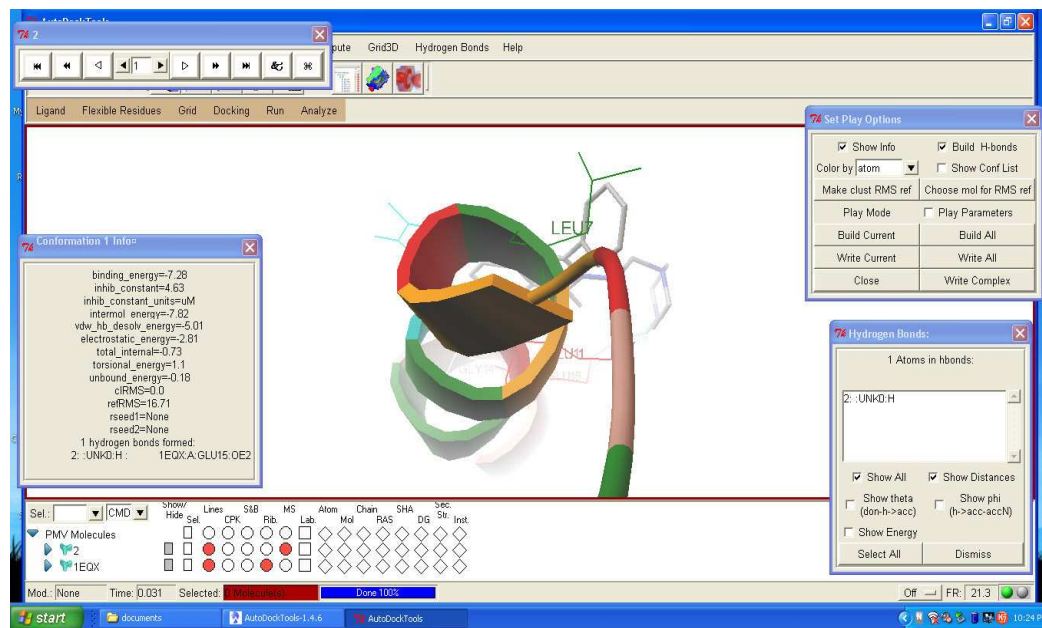 AutoDockTools
2
1
pute Grid3D Hydrogen Bonds Help
Ligand Flexible Residues Grid Docking Run Analyze
Set Play Options
Show Info Build H-bonds
Color by atom Show Conf List
Make clust RMS ref Choose mol for RMS ref
Play Mode Play Parameters
Build Current Build All
Write Current Write All
Close Write Complex
LEU7
Conformation 1 Info
binding_energy=-7.28
inhib_constant=4.63
inhib_constant_units=uM
intermol_energy=-7.82
vdw_hb_desolv_energy=-5.01
electrostatic_energy=-2.81
total_internal=-0.73
torsional_energy=1.1
unbound_energy=-0.18
clRMS=0.0
refRMS=16.71
rseed1=None
rseed2=None
1 hydrogen bonds formed:
2: :UNK0:H : 1EQX:A:GLU15:OE2
Hydrogen Bonds:
1 Atoms in hbonds:
2: :UNK0:H
Show All Show Distances
Show theta (don-h->acc) Show phi (h->acc-accN)
Show Energy
Select All Dismiss
Sel.: CMD Show/ Hide Sel. Lines CPK S&B Rib. MS Lab. Atom Mol Chain RAS SHA DG Sec. Str. Inst.
PMV Molecules
2
1EQX
Mod.: None Time: 0.031 Selected: 0 Molecule(s) Done 100% Off FR: 21.3
start documents AutoDockTools-1.4.6 AutoDockTools 10:24 P